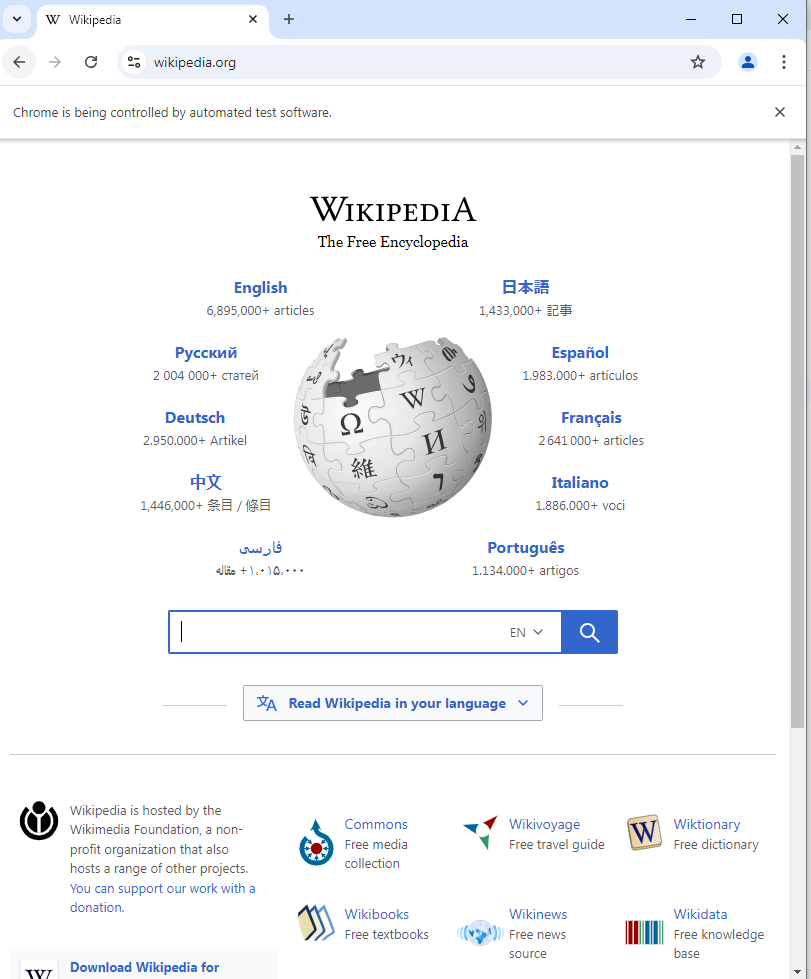 Wikipedia
wikipedia.org
Chrome is being controlled by automated test software.
WIKIPEDIA
The Free Encyclopedia
English
6,895,000+ articles
日本語
1,433,000+ 記事
Русский
2 004 000+ статей
Español
1.983.000+ artículos
Deutsch
2.950.000+ Artikel
Français
2 641 000+ articles
中文
1,446,000+ 条目 / 條目
Italiano
1.886.000+ voci
فارسی
۱٬۰۱۵٬۰۰۰+ مقاله
Português
1.134.000+ artigos
Ω
W
И
維
ウィ
EN
Read Wikipedia in your language
Wikipedia is hosted by the
Wikimedia Foundation, a non-
profit organization that also
hosts a range of other projects.
You can support our work with a
donation.
Commons
Free media
collection
Wikivoyage
Free travel guide
Wiktionary
Free dictionary
Wikibooks
Free textbooks
Wikinews
Free news
source
Wikidata
Free knowledge
base
Download Wikipedia for